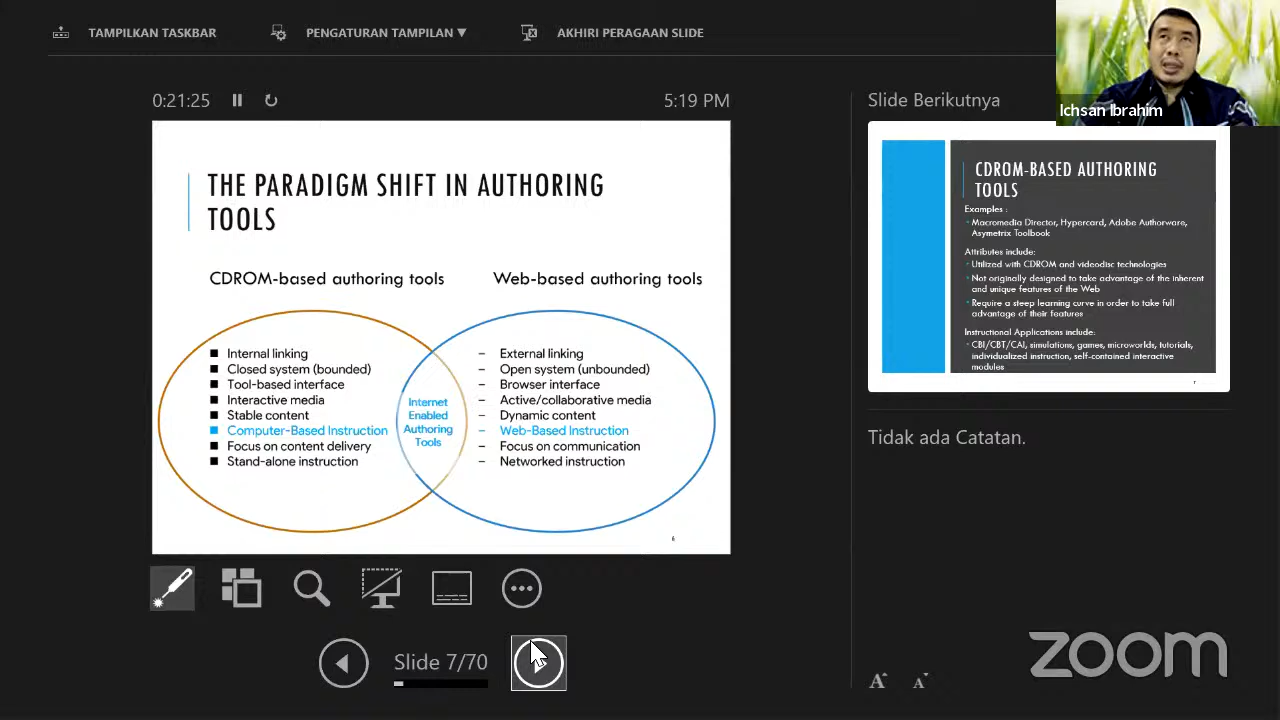 TAMPILKAN TASKBAR
PENGATURAN TAMPILAN ▼
AKHIRI PERAGAAN SLIDE
Ichsan Ibrahim
0:21:25
5:19 PM
THE PARADIGM SHIFT IN AUTHORING
TOOLS
CDROM-based authoring tools
Web-based authoring tools
■ Internal linking
■ Closed system (bounded)
■ Tool-based interface
■ Interactive media
■ Stable content
■ Computer-Based Instruction
■ Focus on content delivery
■ Stand-alone instruction
Internet
Enabled
Authoring
Tools
– External linking
– Open system (unbounded)
– Browser interface
– Active/collaborative media
– Dynamic content
– Web-Based Instruction
– Focus on communication
– Networked instruction
6
Slide 7/70
Slide Berikutnya
CDROM-BASED AUTHORING
TOOLS
Examples :
• Macromedia Director, Hypercard, Adobe Authorware,
Asymetrix Toolbook
Attributes include:
• Utilized with CDROM and videodisc technologies
• Not originally designed to take advantage of the inherent
and unique features of the Web
• Require a steep learning curve in order to take full
advantage of their features
Instructional Applications include:
• CBI/CBT/CAI, simulations, games, microworlds, tutorials,
individualized instruction, self-contained interactive
modules
7
Tidak ada Catatan.
A A
zoom